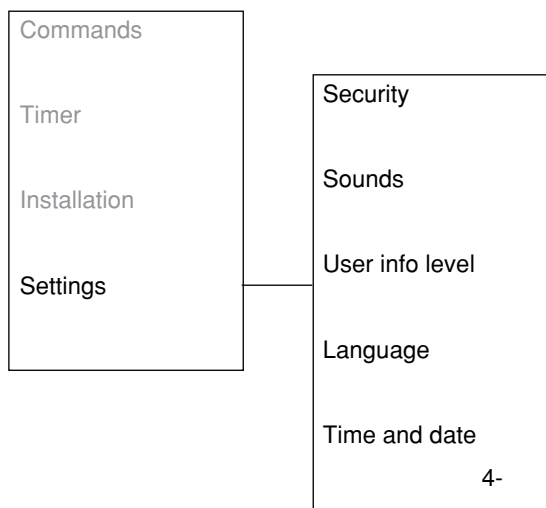 Commands
Timer
Installation
Settings
Security
Sounds
User info level
Language
Time and date
4-